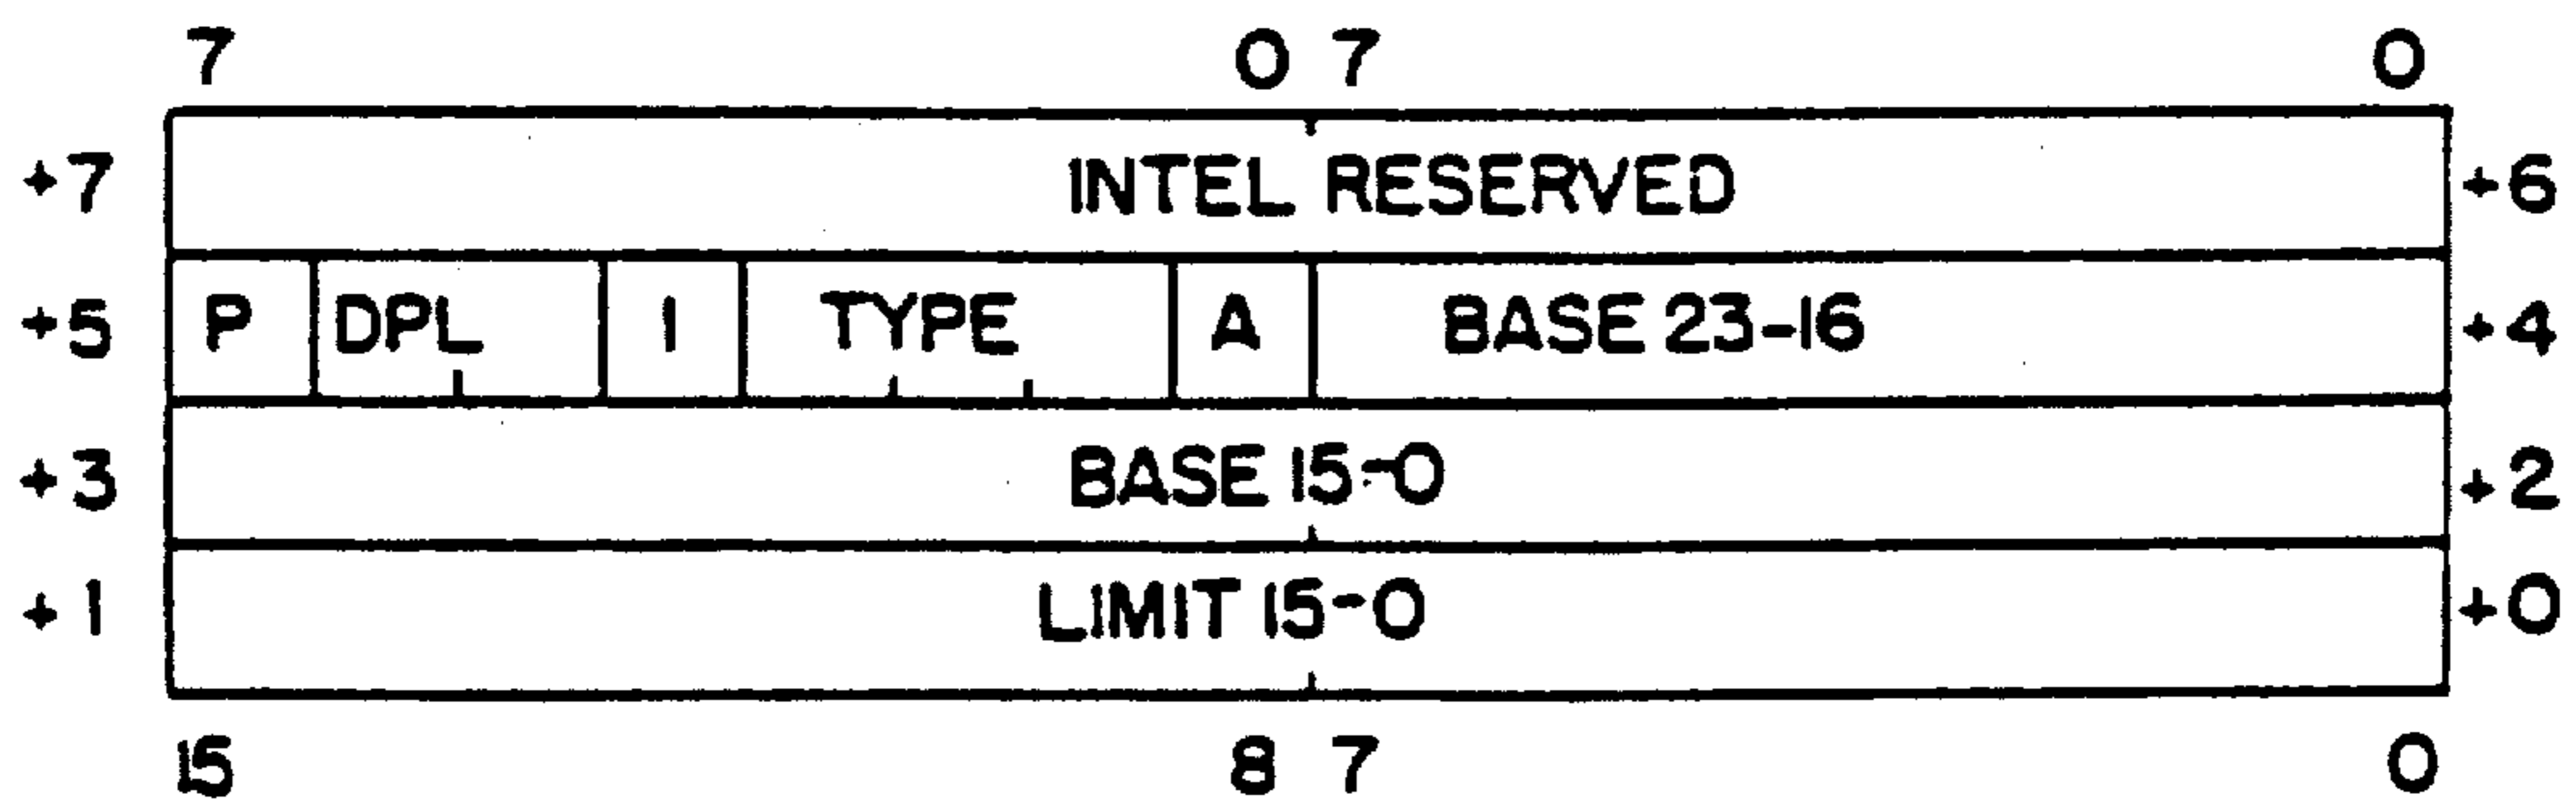 7 0 7 0
+7 INTEL RESERVED +6
+5 P DPL 1 TYPE A BASE 23-16 +4
+3 BASE 15-0 +2
+1 LIMIT 15-0 +0
15 8 7 0